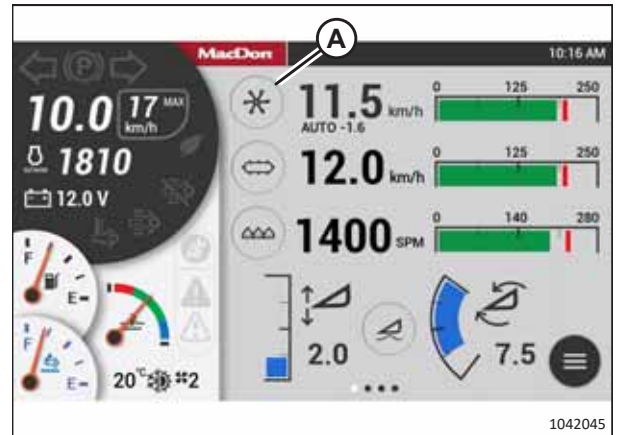 A
MacDon
10:16 AM
P
10.0 17 MAX km/h
1810
12.0 V
F
E
F
E
20°C 2
11.5 km/h
AUTO -1.6
0 125 250
12.0 km/h
0 125 250
1400 SPM
0 140 280
2.0
7.5
1042045